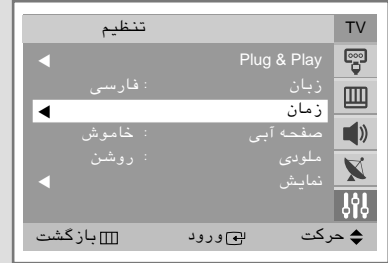 TV تنظیم
Plug & Play
زبان : فارسی
زمان
صفحه آبی : خاموش
ملودی : روشن
نمایش
حرکت ورود بازگشت